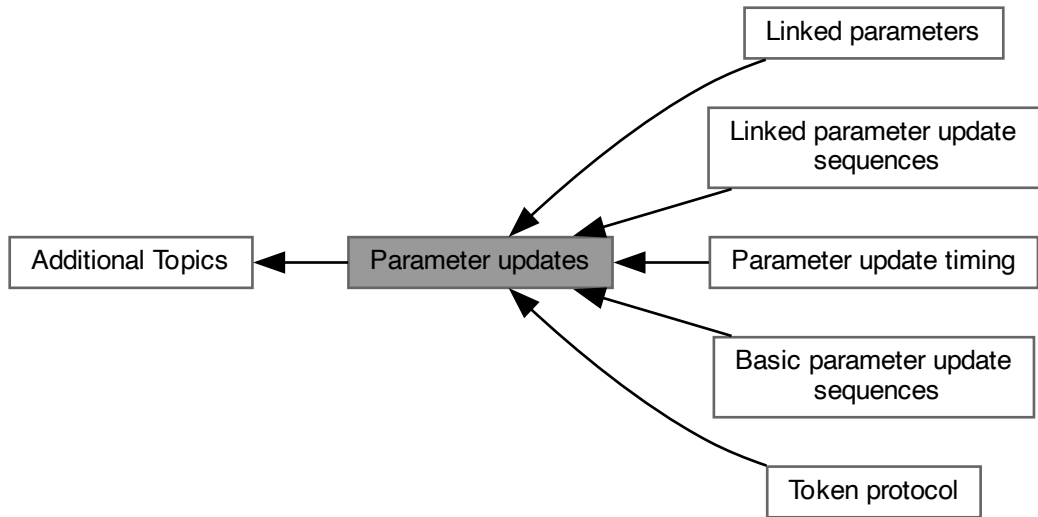 Linked parameters
Linked parameter update
sequences
Additional Topics
Parameter updates
Parameter update timing
Basic parameter update
sequences
Token protocol